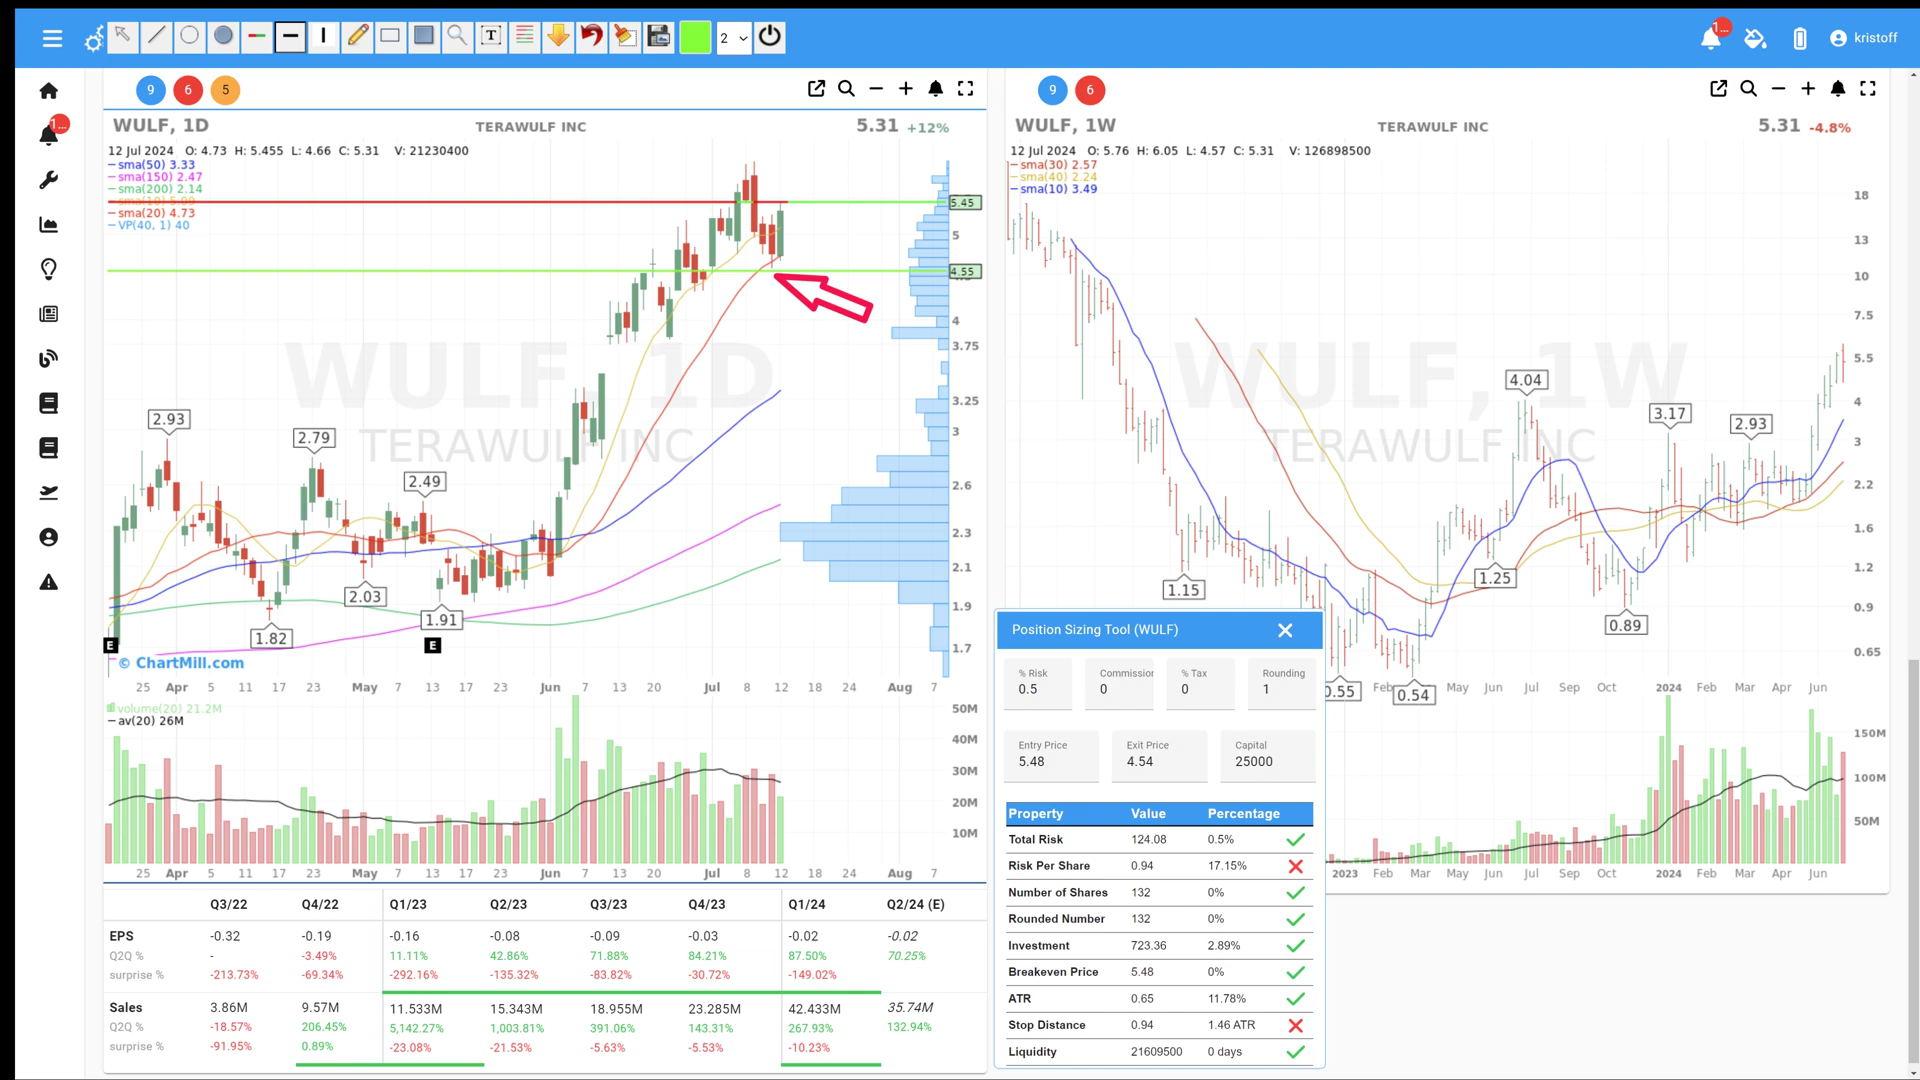 T
2
1...
kristoff
1...
9 6 5
WULF, 1D
TERAWULF INC
5.31 +12%
12 Jul 2024 O: 4.73 H: 5.455 L: 4.66 C: 5.31 V: 21230400
sma(50) 3.33
sma(150) 2.47
sma(200) 2.14
sma(20) 4.73
VP(40, 1) 40
5.45
5
4.55
4
3.75
3.25
3
2.6
2.3
2.1
1.9
1.7
WULF, 1D
TERAWULF INC
2.93
2.79
2.49
2.03
1.91
1.82
E
E
© ChartMill.com
25 Apr 5 11 17 23 May 7 13 17 23 Jun 7 13 20 Jul 8 12 18 24 Aug 7
volume(20) 21.2M
av(20) 26M
50M
40M
30M
20M
10M
25 Apr 5 11 17 23 May 7 13 17 23 Jun 7 13 20 Jul 8 12 18 24 Aug 7
Q3/22 Q4/22 Q1/23 Q2/23 Q3/23 Q4/23 Q1/24 Q2/24 (E)
EPS -0.32 -0.19 -0.16 -0.08 -0.09 -0.03 -0.02 -0.02
Q2Q % - -3.49% 11.11% 42.86% 71.88% 84.21% 87.50% 70.25%
surprise % -213.73% -69.34% -292.16% -135.32% -83.82% -30.72% -149.02%
Sales 3.86M 9.57M 11.533M 15.343M 18.955M 23.285M 42.433M 35.74M
Q2Q % -18.57% 206.45% 5,142.27% 1,003.81% 391.06% 143.31% 267.93% 132.94%
surprise % -91.95% 0.89% -23.08% -21.53% -5.63% -5.53% -10.23%
9 6
WULF, 1W
TERAWULF INC
5.31 -4.8%
12 Jul 2024 O: 5.76 H: 6.05 L: 4.57 C: 5.31 V: 126898500
sma(30) 2.57
sma(40) 2.24
sma(10) 3.49
18
13
10
7.5
5.5
4
3
2.2
1.6
1.2
0.9
0.65
WULF, 1W
TERAWULF INC
4.04
3.17
2.93
1.15
1.25
0.89
0.55
0.54
Feb May Jun Jul Sep Oct 2024 Feb Mar Apr Jun
150M
100M
50M
2023 Feb Mar May Jun Jul Sep Oct 2024 Feb Mar Apr Jun
Position Sizing Tool (WULF)
% Risk
0.5
Commission
0
% Tax
0
Rounding
1
Entry Price
5.48
Exit Price
4.54
Capital
25000
Property Value Percentage
Total Risk 124.08 0.5%
Risk Per Share 0.94 17.15%
Number of Shares 132 0%
Rounded Number 132 0%
Investment 723.36 2.89%
Breakeven Price 5.48 0%
ATR 0.65 11.78%
Stop Distance 0.94 1.46 ATR
Liquidity 21609500 0 days